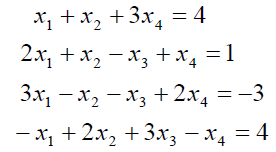 x₁ + x₂ + 3x₄ = 4
2x₁ + x₂ − x₃ + x₄ = 1
3x₁ − x₂ − x₃ + 2x₄ = −3
− x₁ + 2x₂ + 3x₃ − x₄ = 4